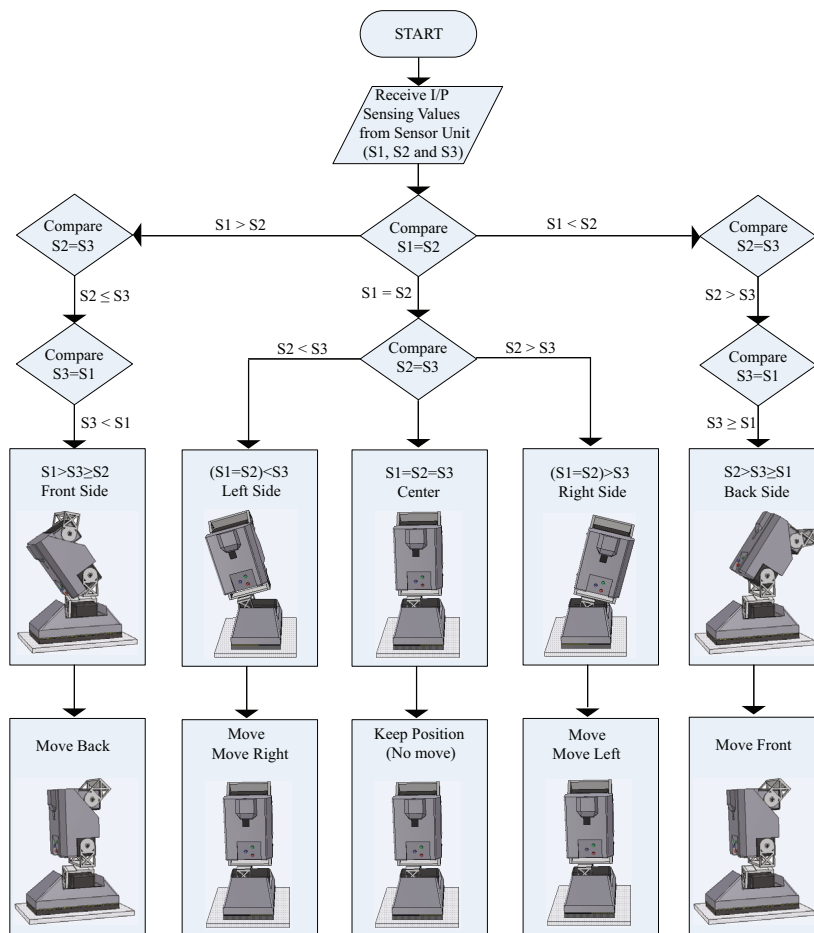 START
Receive I/P
Sensing Values
from Sensor Unit
(S1, S2 and S3)
Compare
S2=S3
S1 > S2
Compare
S1=S2
S1 < S2
Compare
S2=S3
S2 ≤ S3
S1 = S2
S2 > S3
Compare
S3=S1
S2 < S3
Compare
S2=S3
S2 > S3
Compare
S3=S1
S3 < S1
S3 ≥ S1
S1>S3≥S2
Front Side
(S1=S2)<S3
Left Side
S1=S2=S3
Center
(S1=S2)>S3
Right Side
S2>S3≥S1
Back Side
Move Back
Move
Move Right
Keep Position
(No move)
Move
Move Left
Move Front